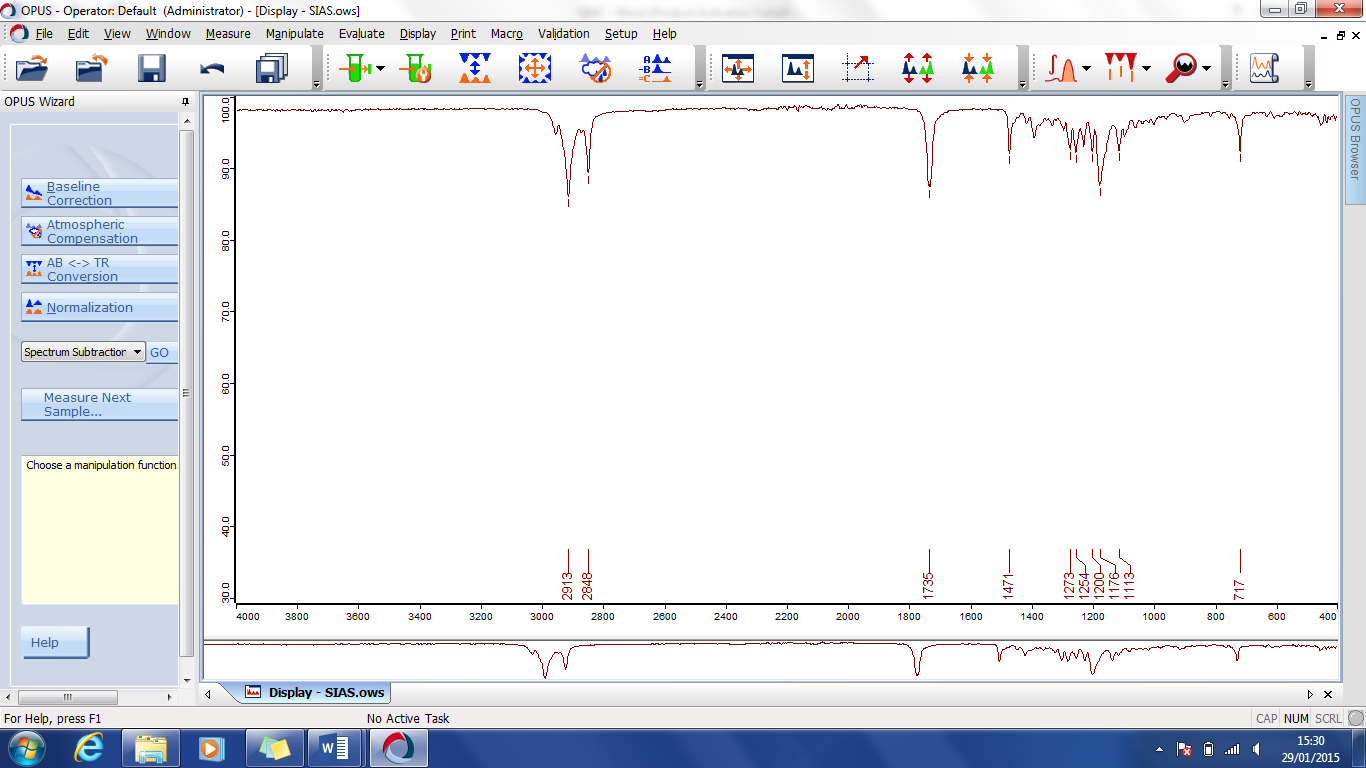 OPUS - Operator: Default (Administrator) - [Display - SIAS.ows]
File Edit View Window Measure Manipulate Evaluate Display Print Macro Validation Setup Help
OPUS Wizard
Baseline
Correction
Atmospheric
Compensation
AB <-> TR
Conversion
Normalization
Spectrum Subtraction GO
Measure Next
Sample...
Choose a manipulation function
Help
100.0
90.0
80.0
70.0
60.0
50.0
40.0
30.0
2913
2848
1735
1471
1273
1254
1200
1176
1113
717
4000 3800 3600 3400 3200 3000 2800 2600 2400 2200 2000 1800 1600 1400 1200 1000 800 600 400
OPUS Browser
Display - SIAS.ows
For Help, press F1
No Active Task
CAP NUM SCRL
15:30
29/01/2015